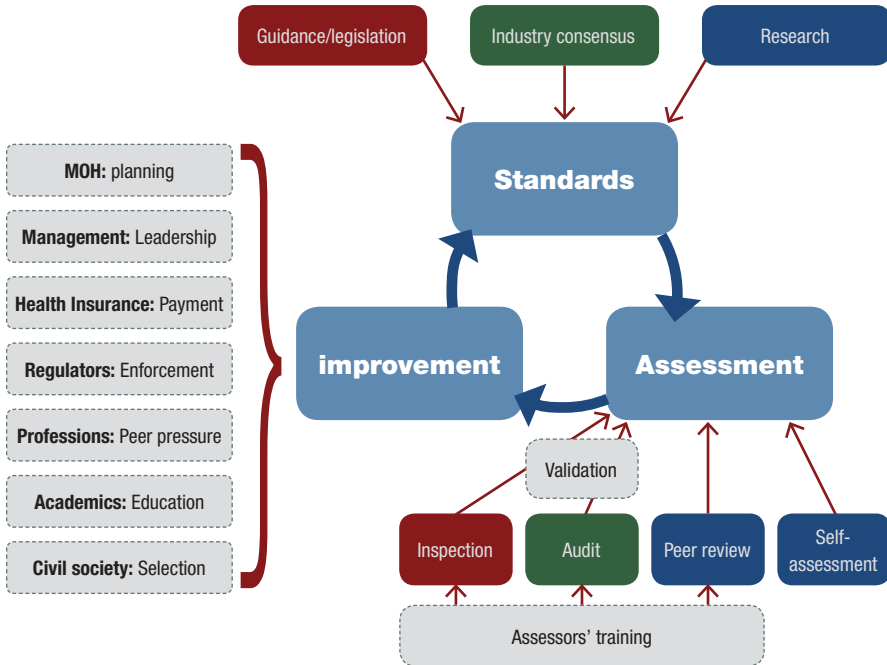 Guidance/legislation
Industry consensus
Research
Standards
MOH: planning
Management: Leadership
Health Insurance: Payment
Regulators: Enforcement
Professions: Peer pressure
Academics: Education
Civil society: Selection
improvement
Assessment
Validation
Inspection
Audit
Peer review
Self-
assessment
Assessors’ training